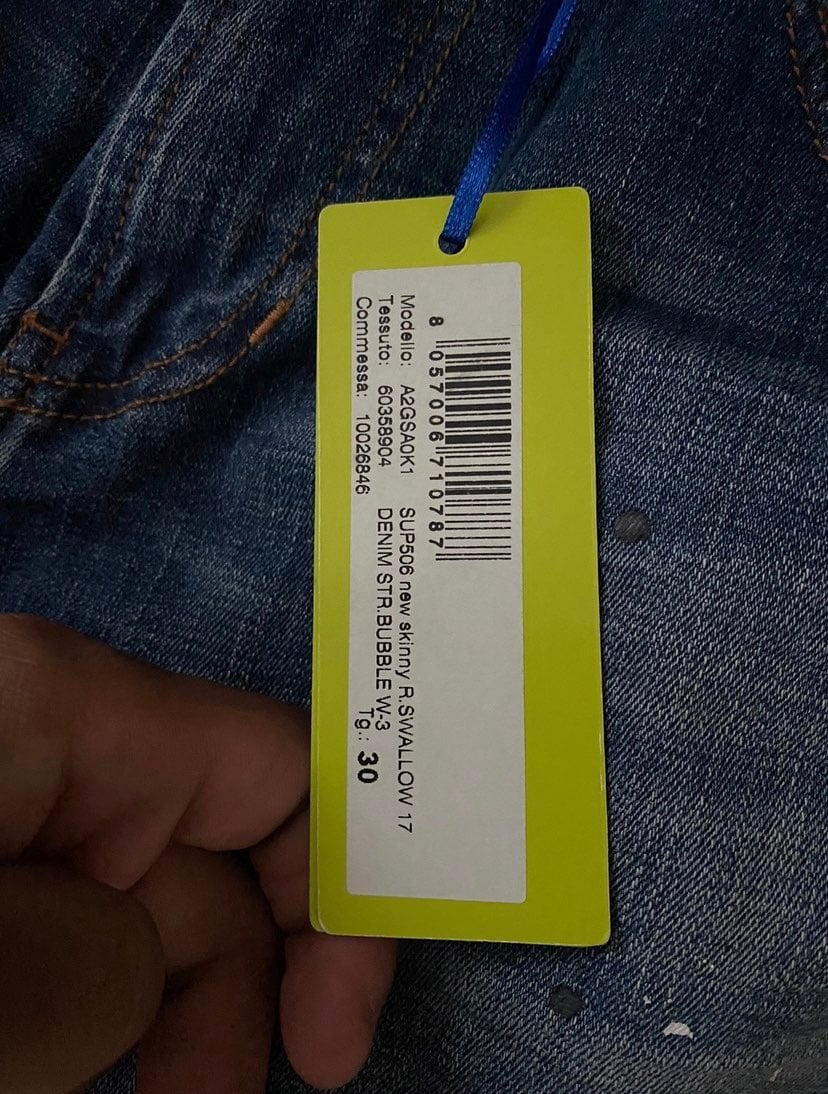 8 057006 710787
Modello: A2GSA0K1 SUP506 new skinny R.SWALLOW 17
Tessuto: 60358904 DENIM STR.BUBBLE W-3
Commessa: 10026846 Tg.: 30